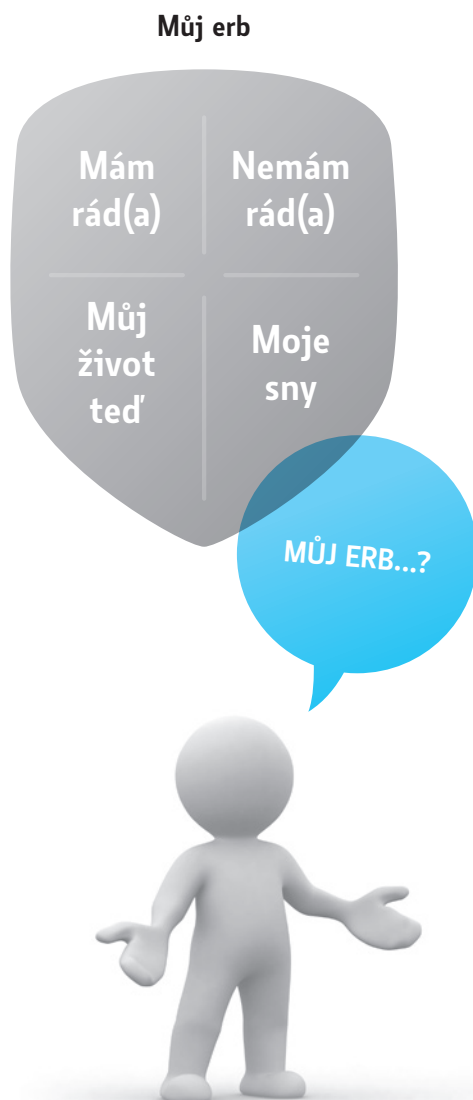 Můj erb
Mám
rád(a)
Nemám
rád(a)
Můj
život
teď
Moje
sny
MŮJ ERB...?